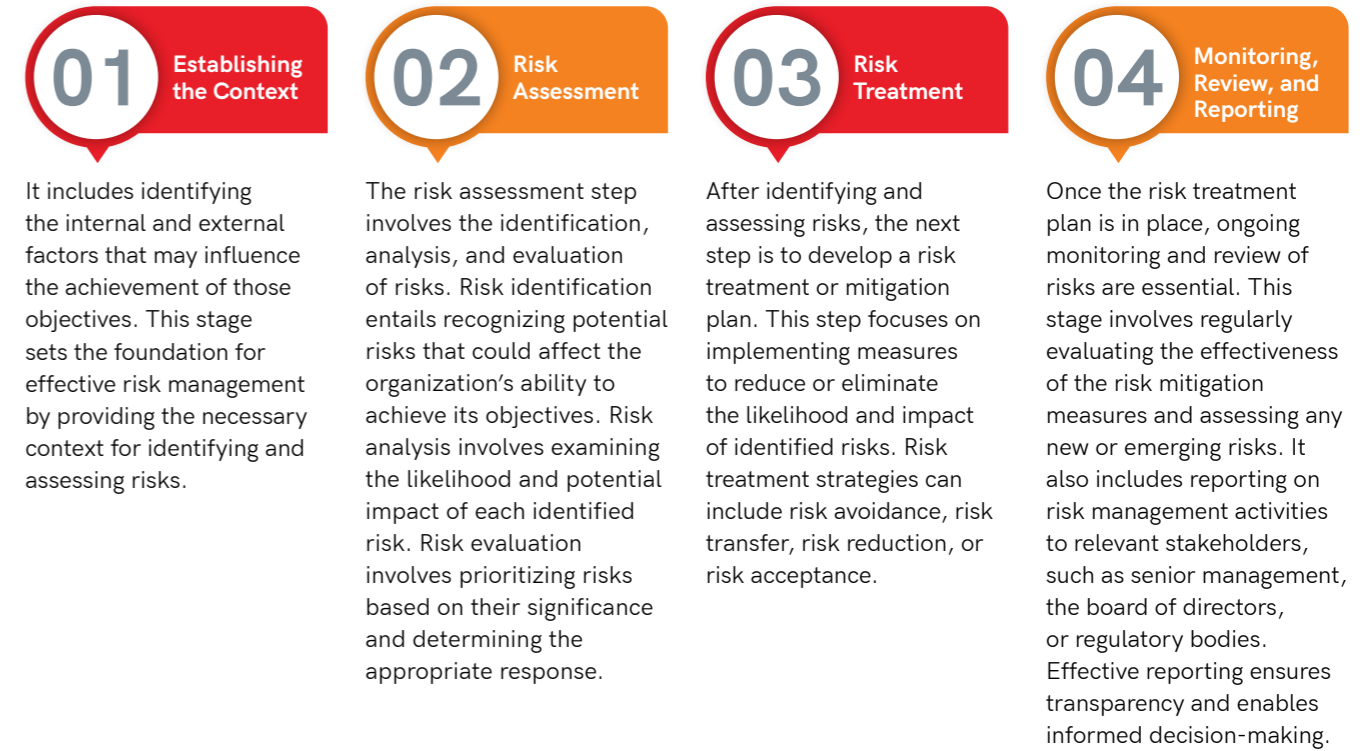 01
Establishing
the Context
It includes identifying
the internal and external
factors that may influence
the achievement of those
objectives. This stage
sets the foundation for
effective risk management
by providing the necessary
context for identifying and
assessing risks.
02
Risk
Assessment
The risk assessment step
involves the identification,
analysis, and evaluation
of risks. Risk identification
entails recognizing potential
risks that could affect the
organization’s ability to
achieve its objectives. Risk
analysis involves examining
the likelihood and potential
impact of each identified
risk. Risk evaluation
involves prioritizing risks
based on their significance
and determining the
appropriate response.
03
Risk
Treatment
After identifying and
assessing risks, the next
step is to develop a risk
treatment or mitigation
plan. This step focuses on
implementing measures
to reduce or eliminate
the likelihood and impact
of identified risks. Risk
treatment strategies can
include risk avoidance, risk
transfer, risk reduction, or
risk acceptance.
04
Monitoring,
Review, and
Reporting
Once the risk treatment
plan is in place, ongoing
monitoring and review of
risks are essential. This
stage involves regularly
evaluating the effectiveness
of the risk mitigation
measures and assessing any
new or emerging risks. It
also includes reporting on
risk management activities
to relevant stakeholders,
such as senior management,
the board of directors,
or regulatory bodies.
Effective reporting ensures
transparency and enables
informed decision-making.